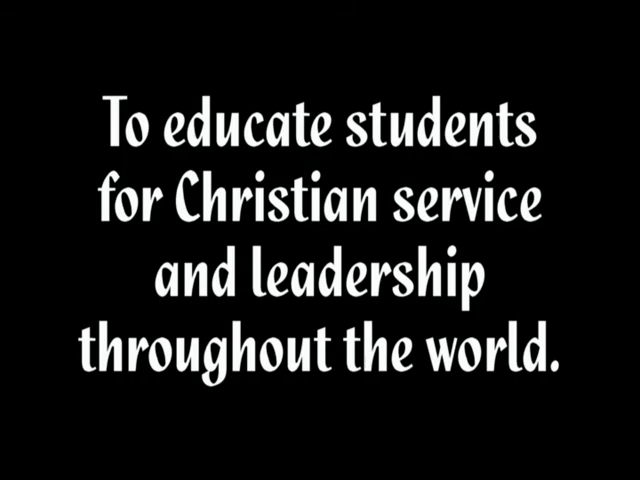 To educate students
for Christian service
and leadership
throughout the world.